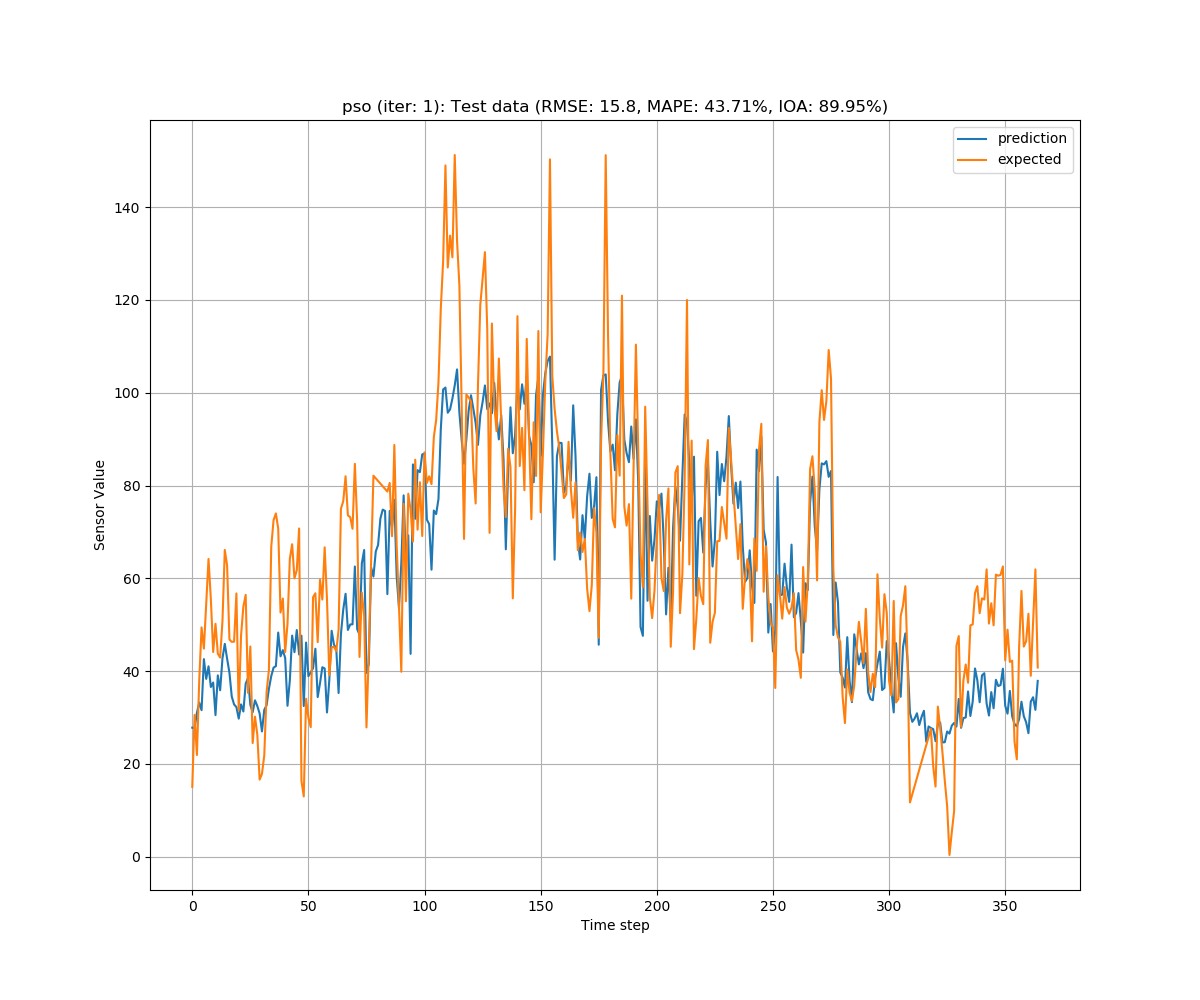 pso (iter: 1): Test data (RMSE: 15.8, MAPE: 43.71%, IOA: 89.95%)
prediction
expected
Sensor Value
140
120
100
80
60
40
20
0
0 50 100 150 200 250 300 350
Time step